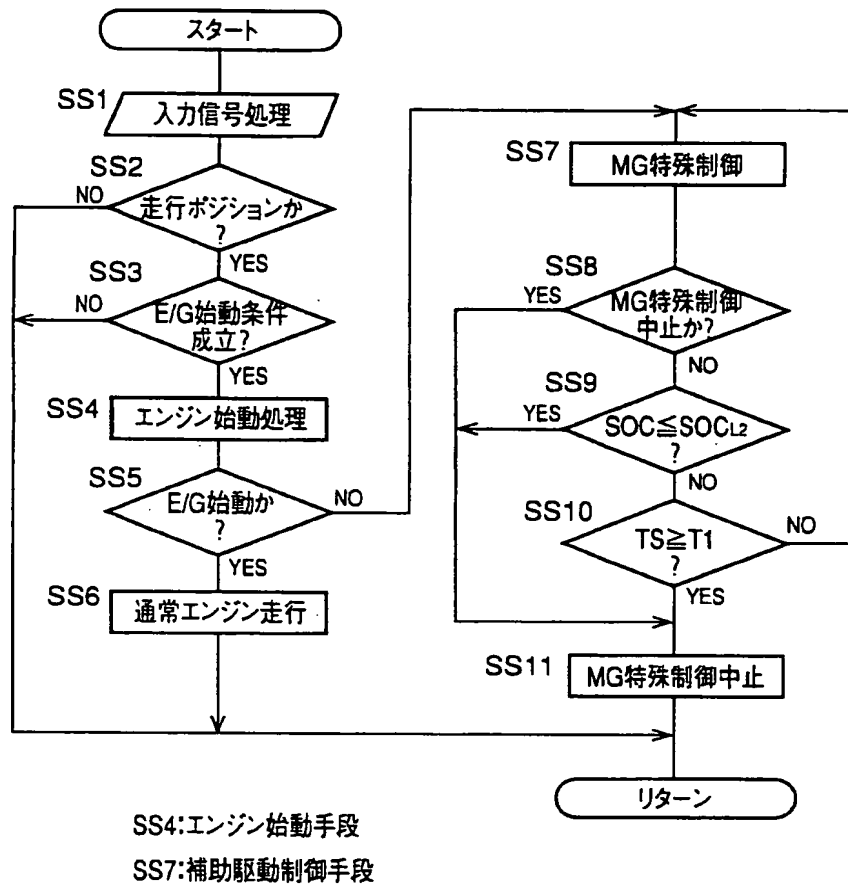 スタート
SS1
入力信号処理
SS2
NO
走行ポジションか
?
YES
SS3
NO
E/G始動条件
成立?
YES
SS4
エンジン始動処理
SS5
E/G始動か
?
NO
YES
SS6
通常エンジン走行
SS7
MG特殊制御
SS8
YES
MG特殊制御
中止か?
NO
SS9
YES
SOC≦SOCL2
?
NO
SS10
TS≧T1
?
NO
YES
SS11
MG特殊制御中止
リターン
SS4:エンジン始動手段
SS7:補助駆動制御手段